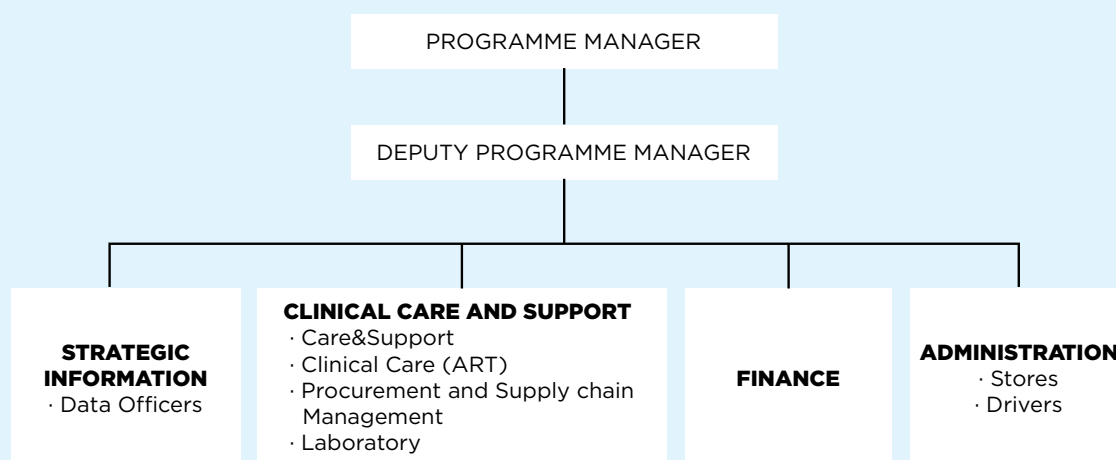 PROGRAMME MANAGER
DEPUTY PROGRAMME MANAGER
STRATEGIC
INFORMATION
· Data Officers
CLINICAL CARE AND SUPPORT
· Care&Support
· Clinical Care (ART)
· Procurement and Supply chain
Management
· Laboratory
FINANCE
ADMINISTRATION
· Stores
· Drivers